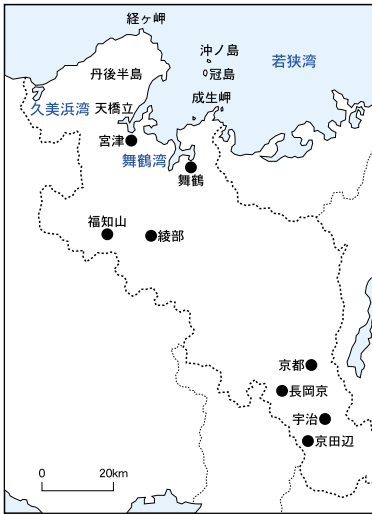 経ヶ岬
沖ノ島
若狭湾
丹後半島
冠島
成生岬
久美浜湾
天橋立
宮津
舞鶴湾
舞鶴
福知山
綾部
京都
長岡京
宇治
京田辺
0 20km